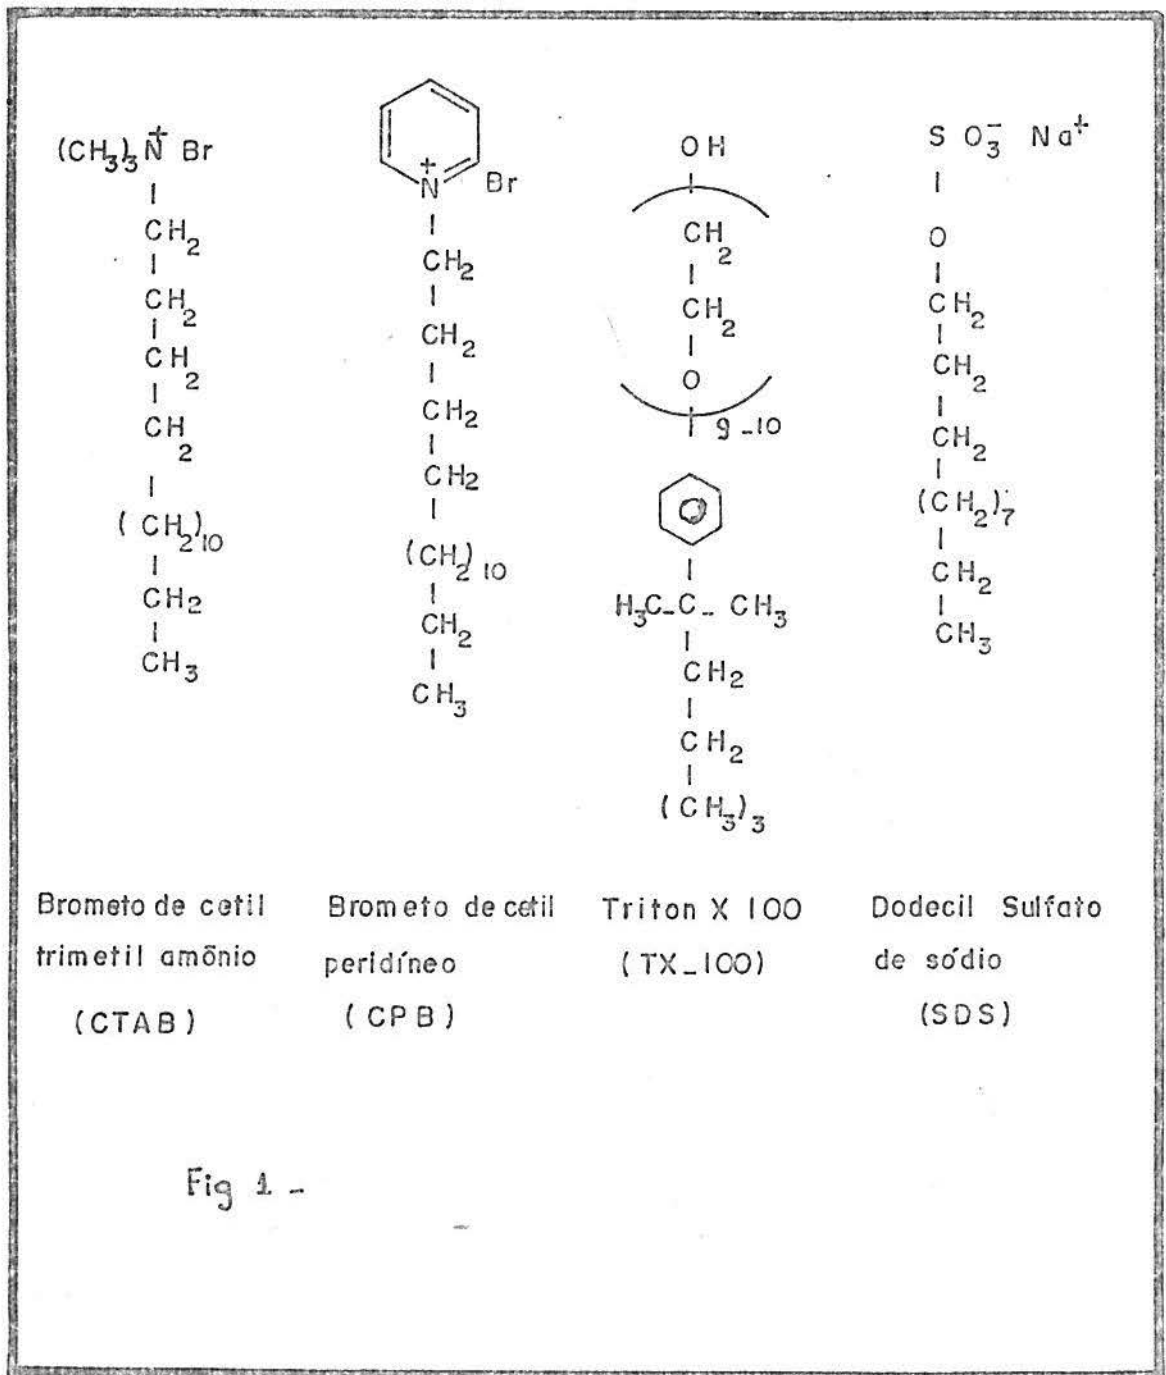 (CH₃)₃N⁺ Br
CH₂
CH₂
CH₂
CH₂
(CH₂)₁₀
CH₂
CH₃
N⁺ Br
CH₂
CH₂
CH₂
CH₂
(CH₂)₁₀
CH₂
CH₃
OH
CH₂
CH₂
O
9-10
H₃C-C-CH₃
CH₂
CH₂
(CH₃)₃
S O₃⁻ Na⁺
O
CH₂
CH₂
CH₂
(CH₂)₇
CH₂
CH₃
Brometo de cetil
trimetil amônio
(CTAB)
Brometo de cetil
peridíneo
(CPB)
Triton X 100
(TX-100)
Dodecil Sulfato
de sódio
(SDS)
Fig 1 -